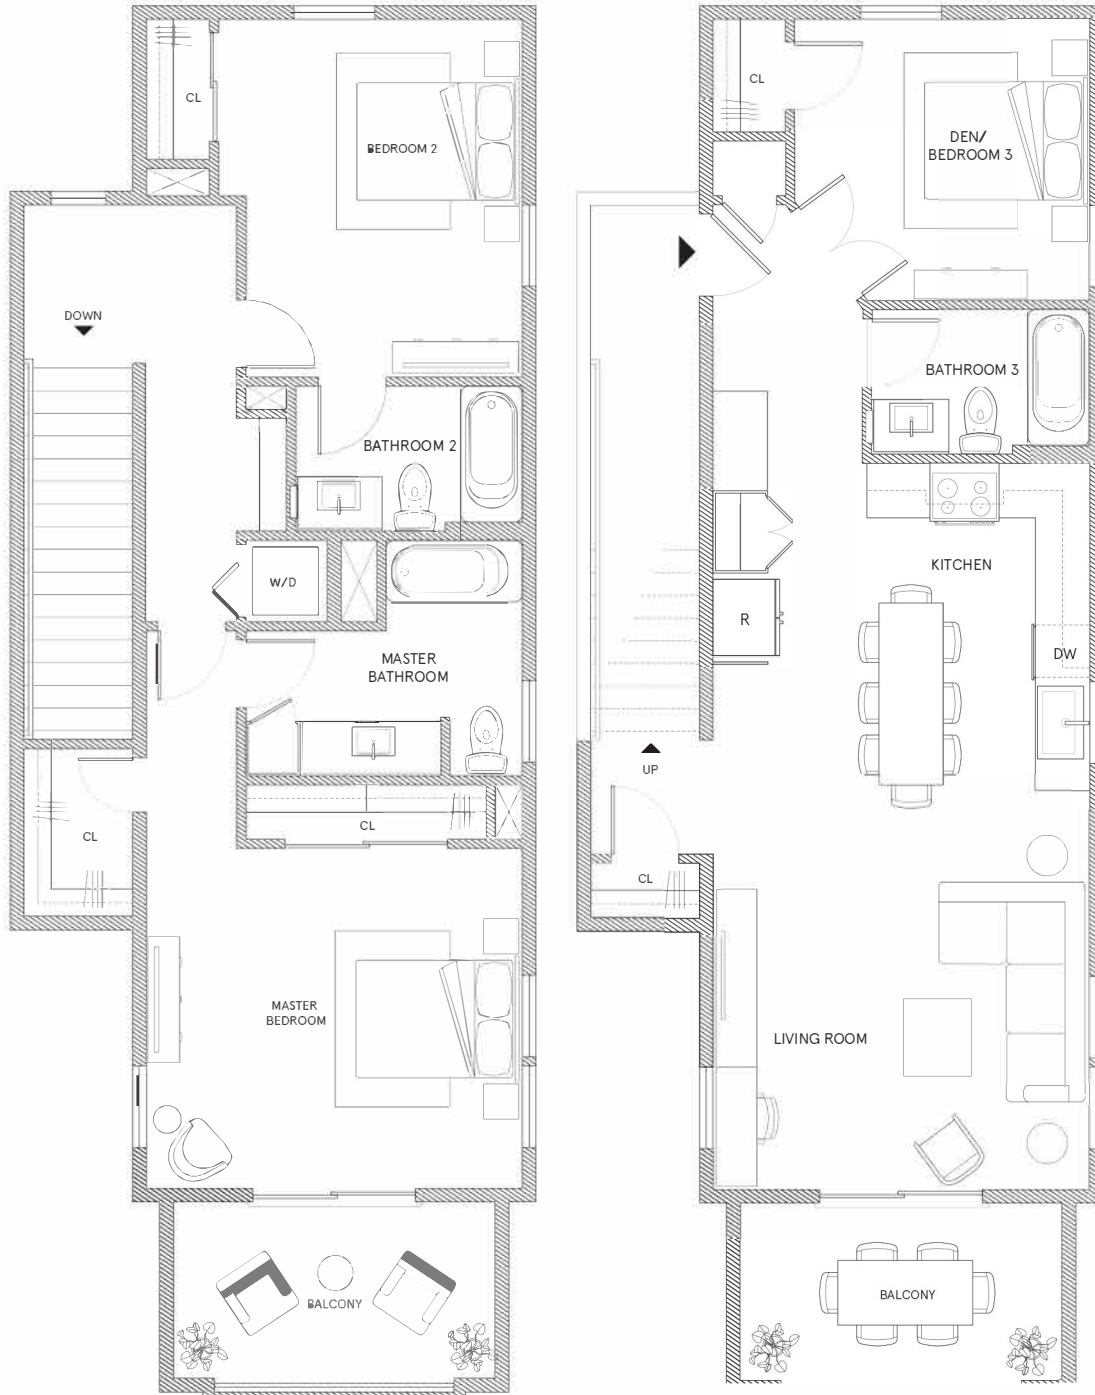 CL
BEDROOM 2
DOWN
BATHROOM 2
W/D
MASTER
BATHROOM
CL
CL
MASTER
BEDROOM
BALCONY
CL
DEN/
BEDROOM 3
BATHROOM 3
KITCHEN
R
DW
UP
CL
LIVING ROOM
BALCONY